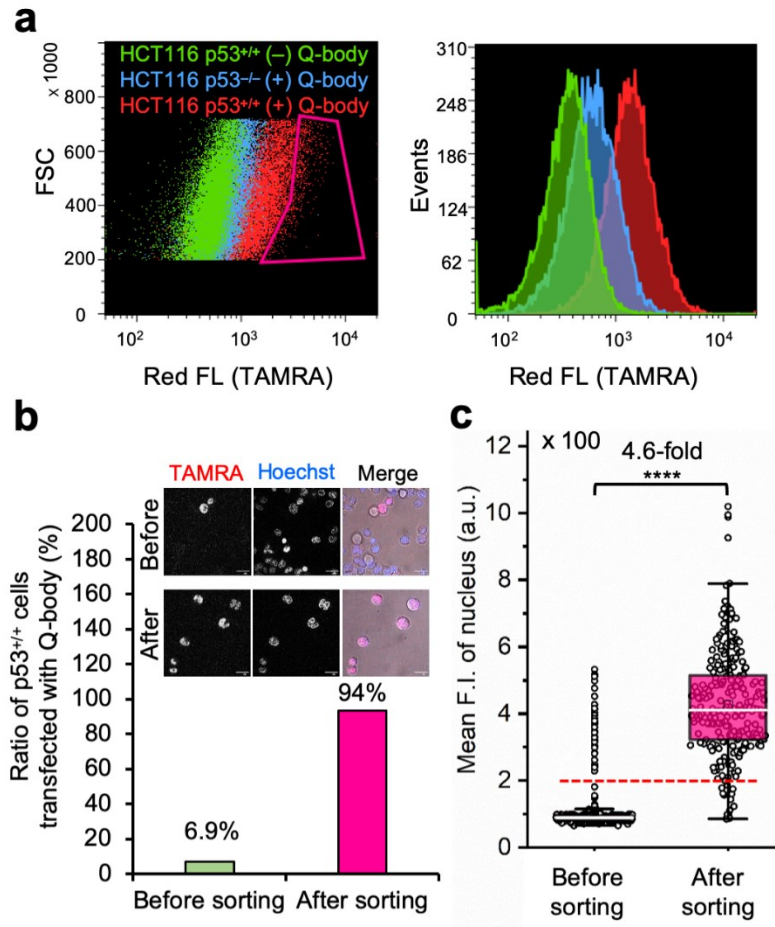 a
HCT116 p53+/+ (–) Q-body
HCT116 p53–/– (+) Q-body
HCT116 p53+/+ (+) Q-body
x 1000
800
600
400
200
0
FSC
10² 10³ 10⁴
Red FL (TAMRA)
310
248
186
124
62
0
Events
10² 10³ 10⁴
Red FL (TAMRA)
b
TAMRA Hoechst Merge
Before
After
200
180
160
140
120
100
80
60
40
20
0
Ratio of p53+/+ cells
transfected with Q-body (%)
6.9%
94%
Before sorting After sorting
c
x 100
4.6-fold
****
12
10
8
6
4
2
0
Mean F.I. of nucleus (a.u.)
Before
sorting
After
sorting